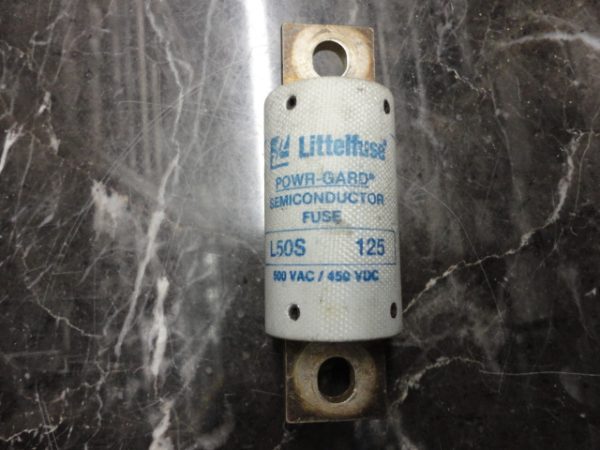 Littelfuse®
POWR-GARD®
SEMICONDUCTOR
FUSE
L50S 125
500 VAC / 450 VDC